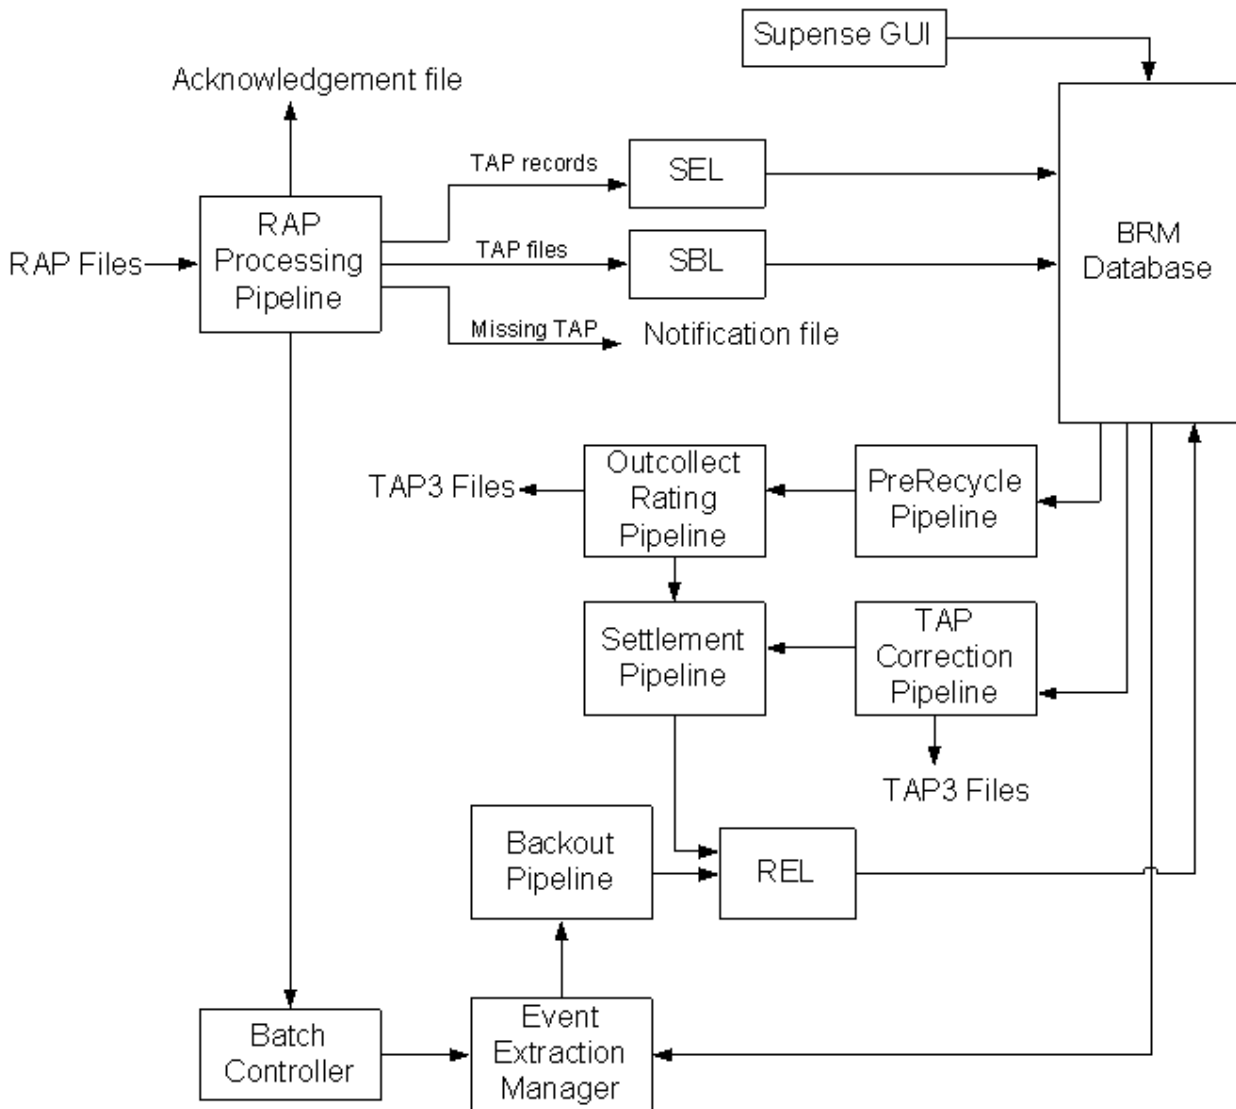 Supense GUI
Acknowledgement file
TAP records
SEL
RAP
Processing
Pipeline
RAP Files
TAP files
SBL
BRM
Database
Missing TAP
Notification file
Outcollect
Rating
Pipeline
TAP3 Files
PreRecycle
Pipeline
Settlement
Pipeline
TAP
Correction
Pipeline
TAP3 Files
Backout
Pipeline
REL
Batch
Controller
Event
Extraction
Manager